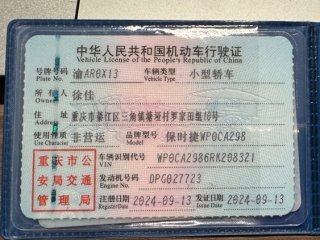 中华人民共和国机动车行驶证
Vehicle License of the People's Republic of China
号牌号码 渝AR0X13 车辆类型 小型轿车
Plate No. Vehicle Type
所有人 徐佳
Owner
住址 重庆市綦江区三角镇塘垭村罗家田组16号
Address
使用性质 非营运 品牌型号 保时捷WP0CA298
Use Character Model
重庆市公安局交通管理局
车辆识别代号 WP0CA2986RK208321
VIN
发动机号码 DPG027723
Engine No.
注册日期 2024-09-13 发证日期 2024-09-13
Register Date Issue Date